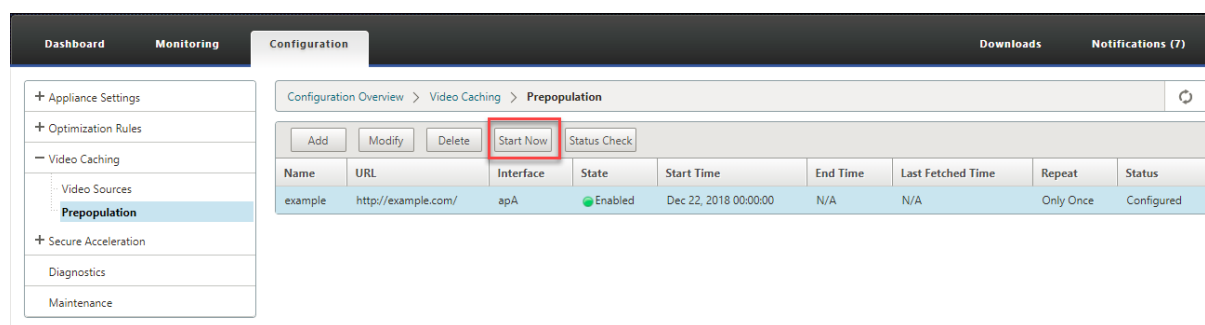 Dashboard Monitoring Configuration Downloads Notifications (7)
+ Appliance Settings
+ Optimization Rules
− Video Caching
Video Sources
Prepopulation
+ Secure Acceleration
Diagnostics
Maintenance
Configuration Overview > Video Caching > Prepopulation
Add Modify Delete Start Now Status Check
Name URL Interface State Start Time End Time Last Fetched Time Repeat Status
example http://example.com/ apA Enabled Dec 22, 2018 00:00:00 N/A N/A Only Once Configured